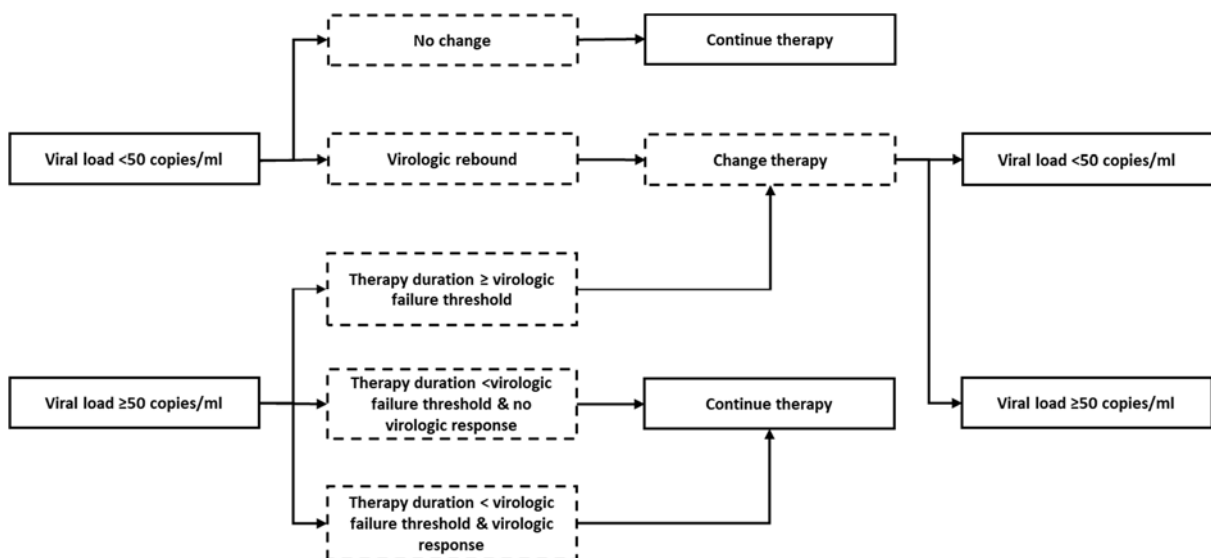 No change
Continue therapy
Viral load <50 copies/ml
Virologic rebound
Change therapy
Viral load <50 copies/ml
Therapy duration ≥ virologic
failure threshold
Viral load ≥50 copies/ml
Therapy duration <virologic
failure threshold & no
virologic response
Continue therapy
Viral load ≥50 copies/ml
Therapy duration < virologic
failure threshold & virologic
response